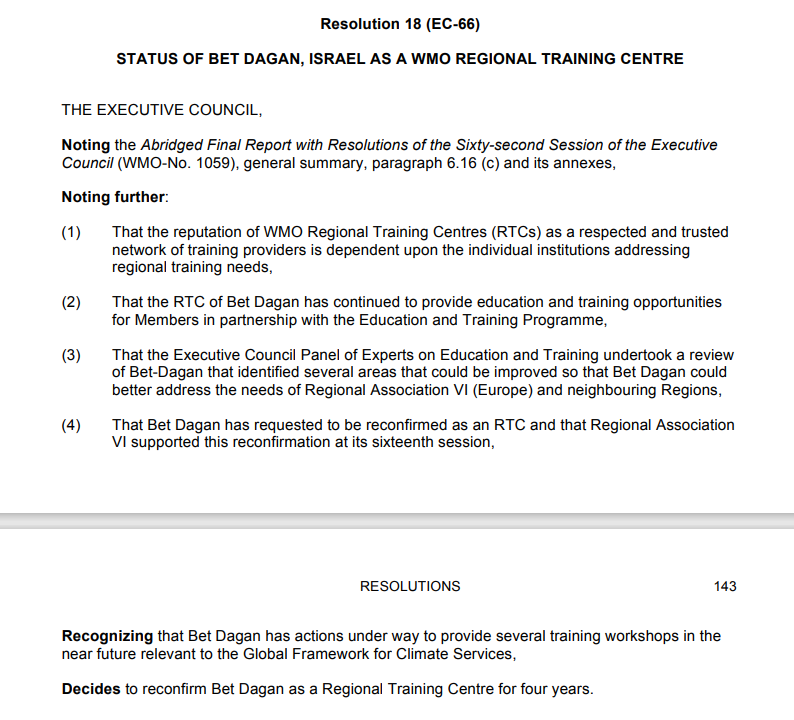 Resolution 18 (EC-66)
STATUS OF BET DAGAN, ISRAEL AS A WMO REGIONAL TRAINING CENTRE
THE EXECUTIVE COUNCIL,
Noting the Abridged Final Report with Resolutions of the Sixty-second Session of the Executive
Council (WMO-No. 1059), general summary, paragraph 6.16 (c) and its annexes,
Noting further:
(1) That the reputation of WMO Regional Training Centres (RTCs) as a respected and trusted
network of training providers is dependent upon the individual institutions addressing
regional training needs,
(2) That the RTC of Bet Dagan has continued to provide education and training opportunities
for Members in partnership with the Education and Training Programme,
(3) That the Executive Council Panel of Experts on Education and Training undertook a review
of Bet-Dagan that identified several areas that could be improved so that Bet Dagan could
better address the needs of Regional Association VI (Europe) and neighbouring Regions,
(4) That Bet Dagan has requested to be reconfirmed as an RTC and that Regional Association
VI supported this reconfirmation at its sixteenth session,
RESOLUTIONS 143
Recognizing that Bet Dagan has actions under way to provide several training workshops in the
near future relevant to the Global Framework for Climate Services,
Decides to reconfirm Bet Dagan as a Regional Training Centre for four years.